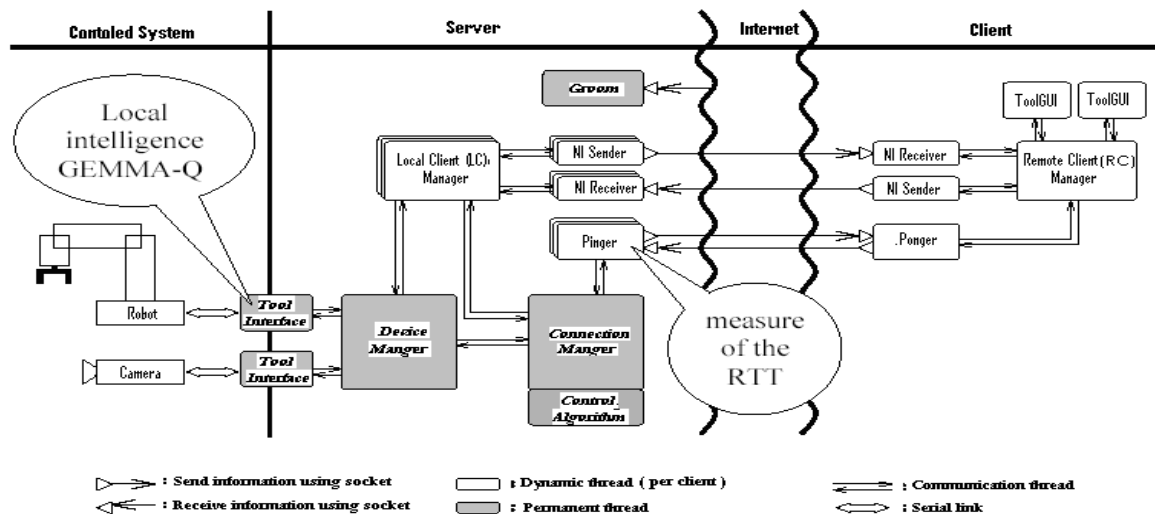 Contoled System
Server
Internet
Client
Local
intelligence
GEMMA-Q
Groom
ToolGUI
ToolGUI
Local Client (LC):
Manager
NI Sender
NI Receiver
NI Receiver
NI Sender
Remote Client(RC)
Manager
Pinger
.Ponger
Robot
Tool
Interface
Device
Manger
Connection
Manger
measure
of the
RTT
Camera
Tool
Interface
Control
Algorithm
: Send information using socket
: Dynamic thread ( per client )
: Communication thread
: Receive information using socket
: Permanent thread
: Serial link